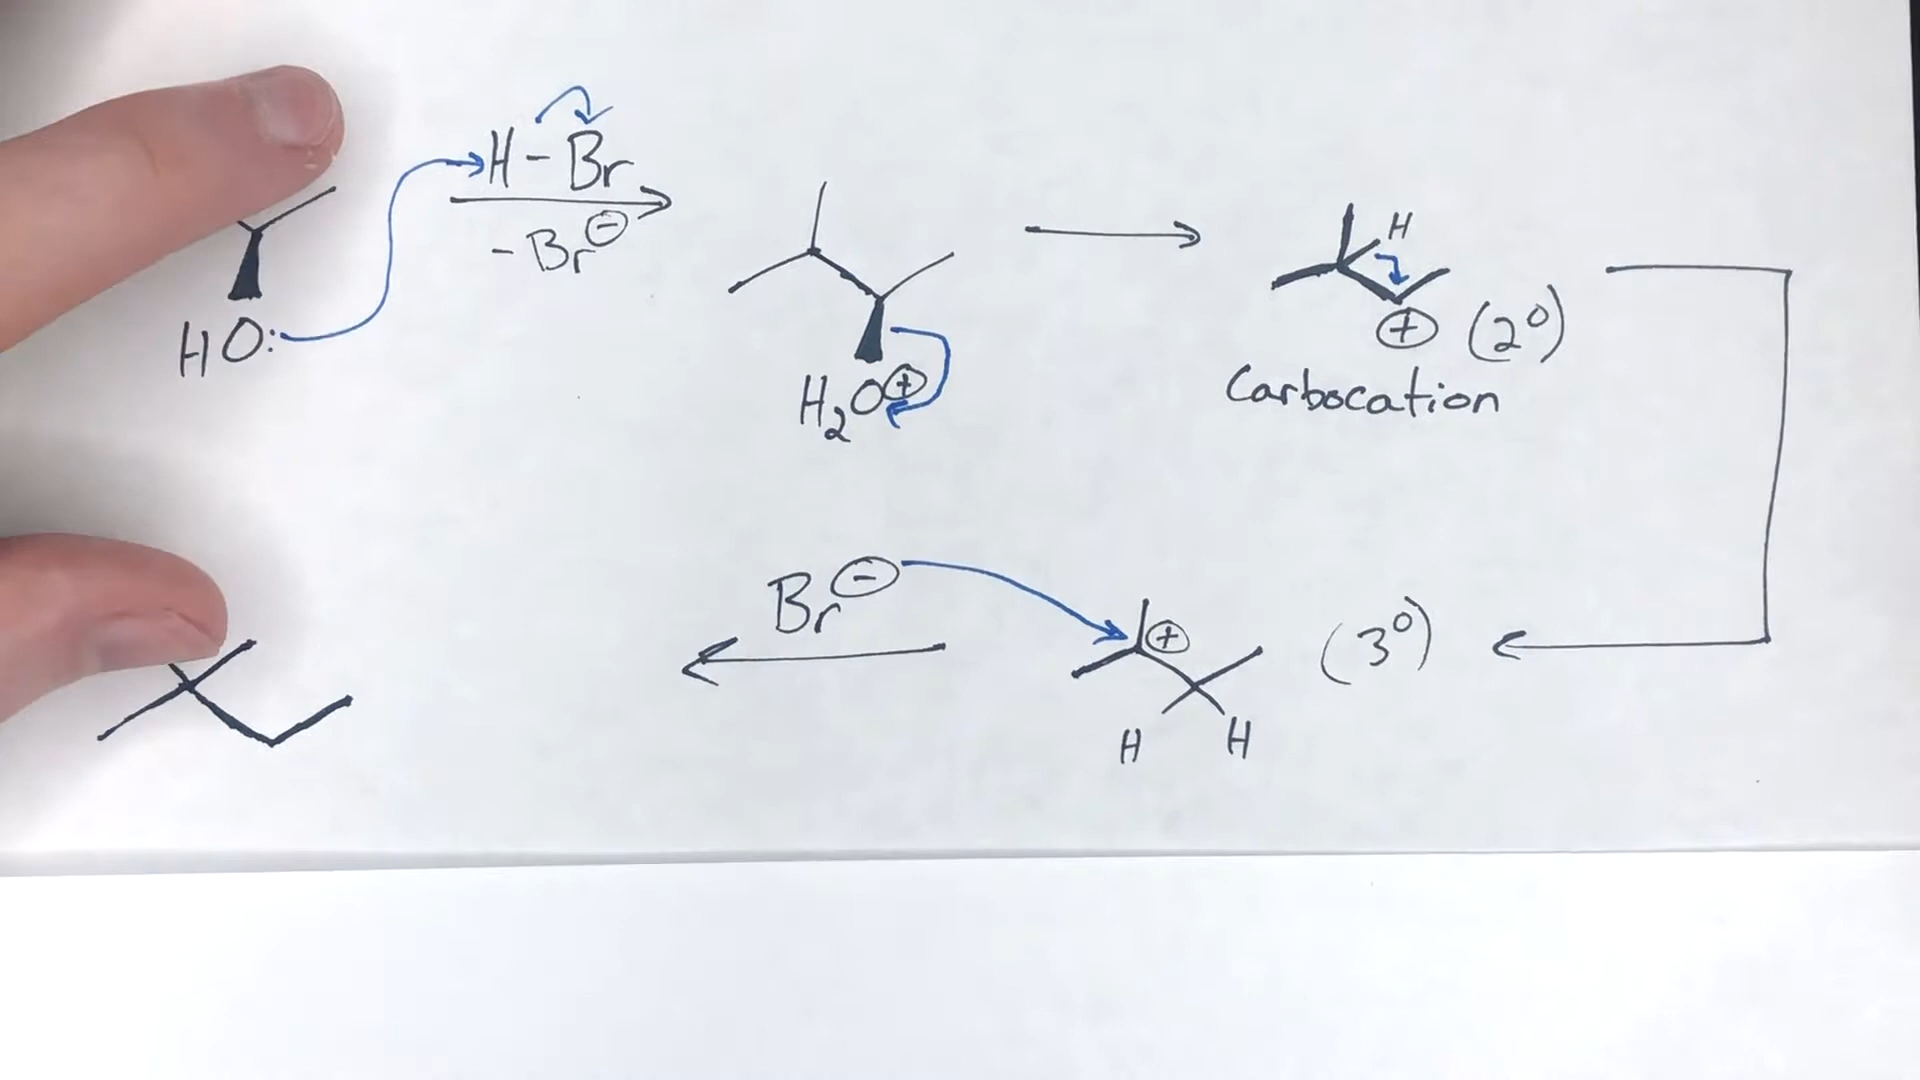 H-Br
-Br⊖
HO:
H₂O⊕
H
⊕ (2°)
Carbocation
Br⊖
⊕ (3°)
H H